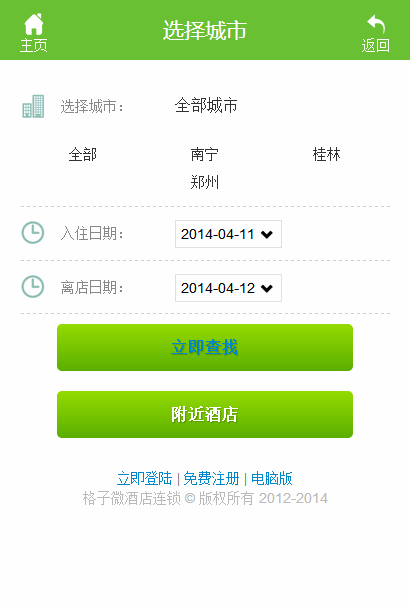 主页 选择城市 返回
选择城市： 全部城市
全部 南宁 桂林
郑州
入住日期： 2014-04-11
离店日期： 2014-04-12
立即查找
附近酒店
立即登陆 | 免费注册 | 电脑版
格子微酒店连锁 © 版权所有 2012-2014